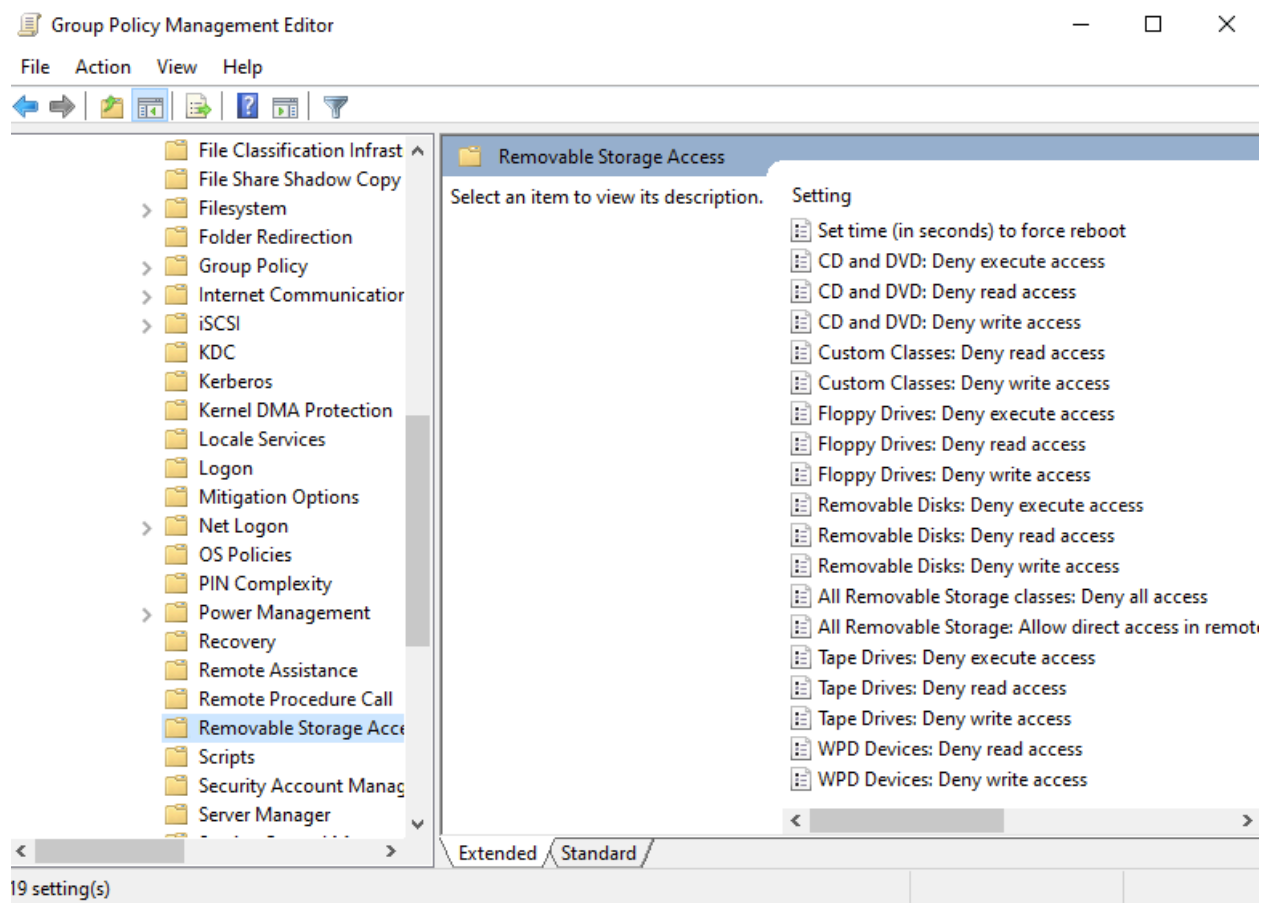 Group Policy Management Editor
File Action View Help
File Classification Infrast
File Share Shadow Copy
Filesystem
Folder Redirection
Group Policy
Internet Communication
iSCSI
KDC
Kerberos
Kernel DMA Protection
Locale Services
Logon
Mitigation Options
Net Logon
OS Policies
PIN Complexity
Power Management
Recovery
Remote Assistance
Remote Procedure Call
Removable Storage Acce
Scripts
Security Account Manag
Server Manager
Removable Storage Access
Select an item to view its description.
Setting
Set time (in seconds) to force reboot
CD and DVD: Deny execute access
CD and DVD: Deny read access
CD and DVD: Deny write access
Custom Classes: Deny read access
Custom Classes: Deny write access
Floppy Drives: Deny execute access
Floppy Drives: Deny read access
Floppy Drives: Deny write access
Removable Disks: Deny execute access
Removable Disks: Deny read access
Removable Disks: Deny write access
All Removable Storage classes: Deny all access
All Removable Storage: Allow direct access in remot
Tape Drives: Deny execute access
Tape Drives: Deny read access
Tape Drives: Deny write access
WPD Devices: Deny read access
WPD Devices: Deny write access
Extended Standard
19 setting(s)